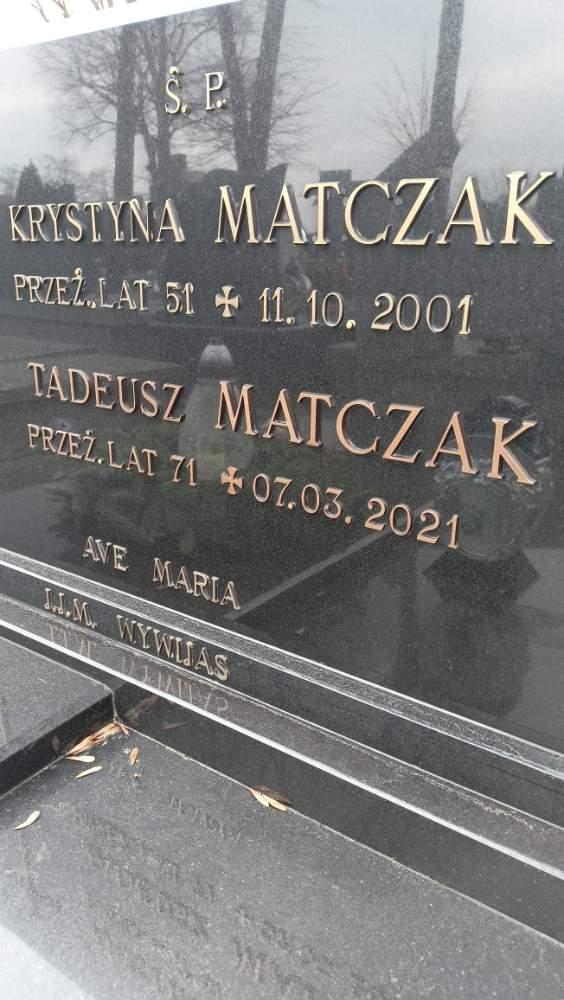 Ś. P.
KRYSTYNA MATCZAK
PRZEŻ. LAT 51 ✠ 11. 10. 2001
TADEUSZ MATCZAK
PRZEŻ. LAT 71 ✠ 07. 03. 2021
AVE MARIA
I.J.M. WYWIJAS